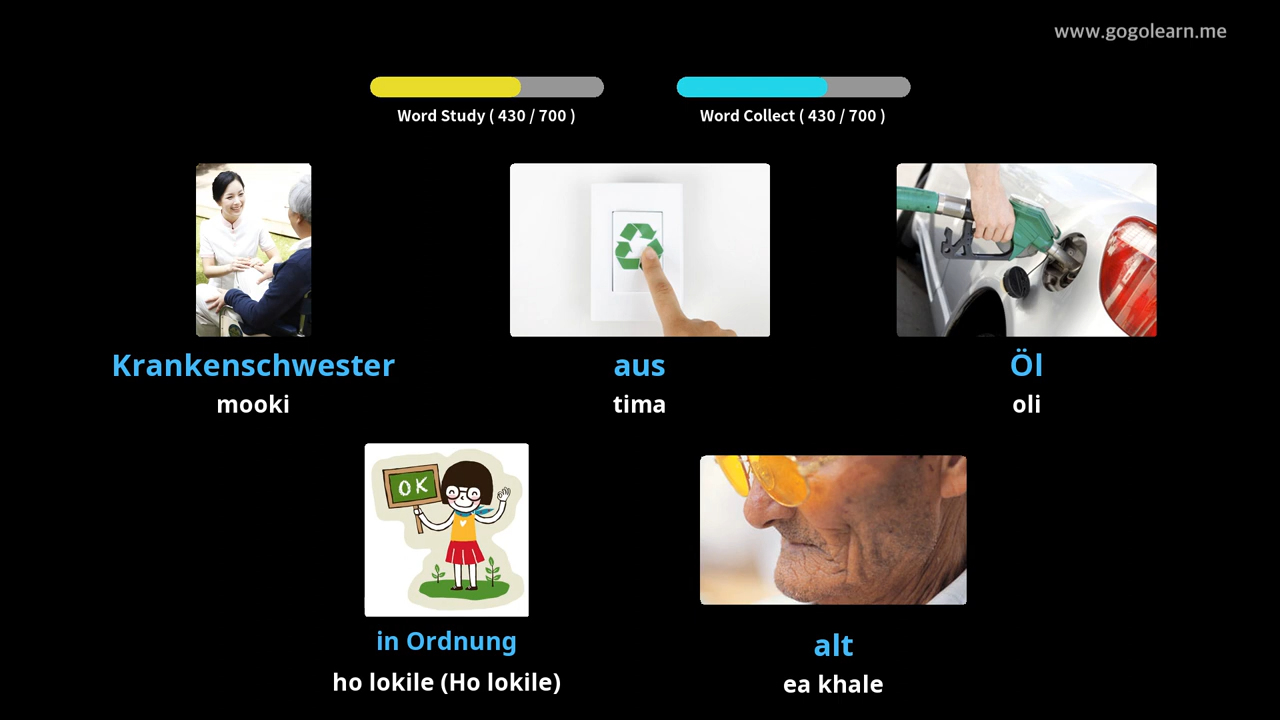 www.gogolearn.me
Word Study ( 430 / 700 )
Word Collect ( 430 / 700 )
Krankenschwester
mooki
aus
tima
Öl
oli
OK
in Ordnung
ho lokile (Ho lokile)
alt
ea khale